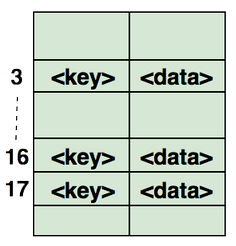 3 <key> <data>
16 <key> <data>
17 <key> <data>